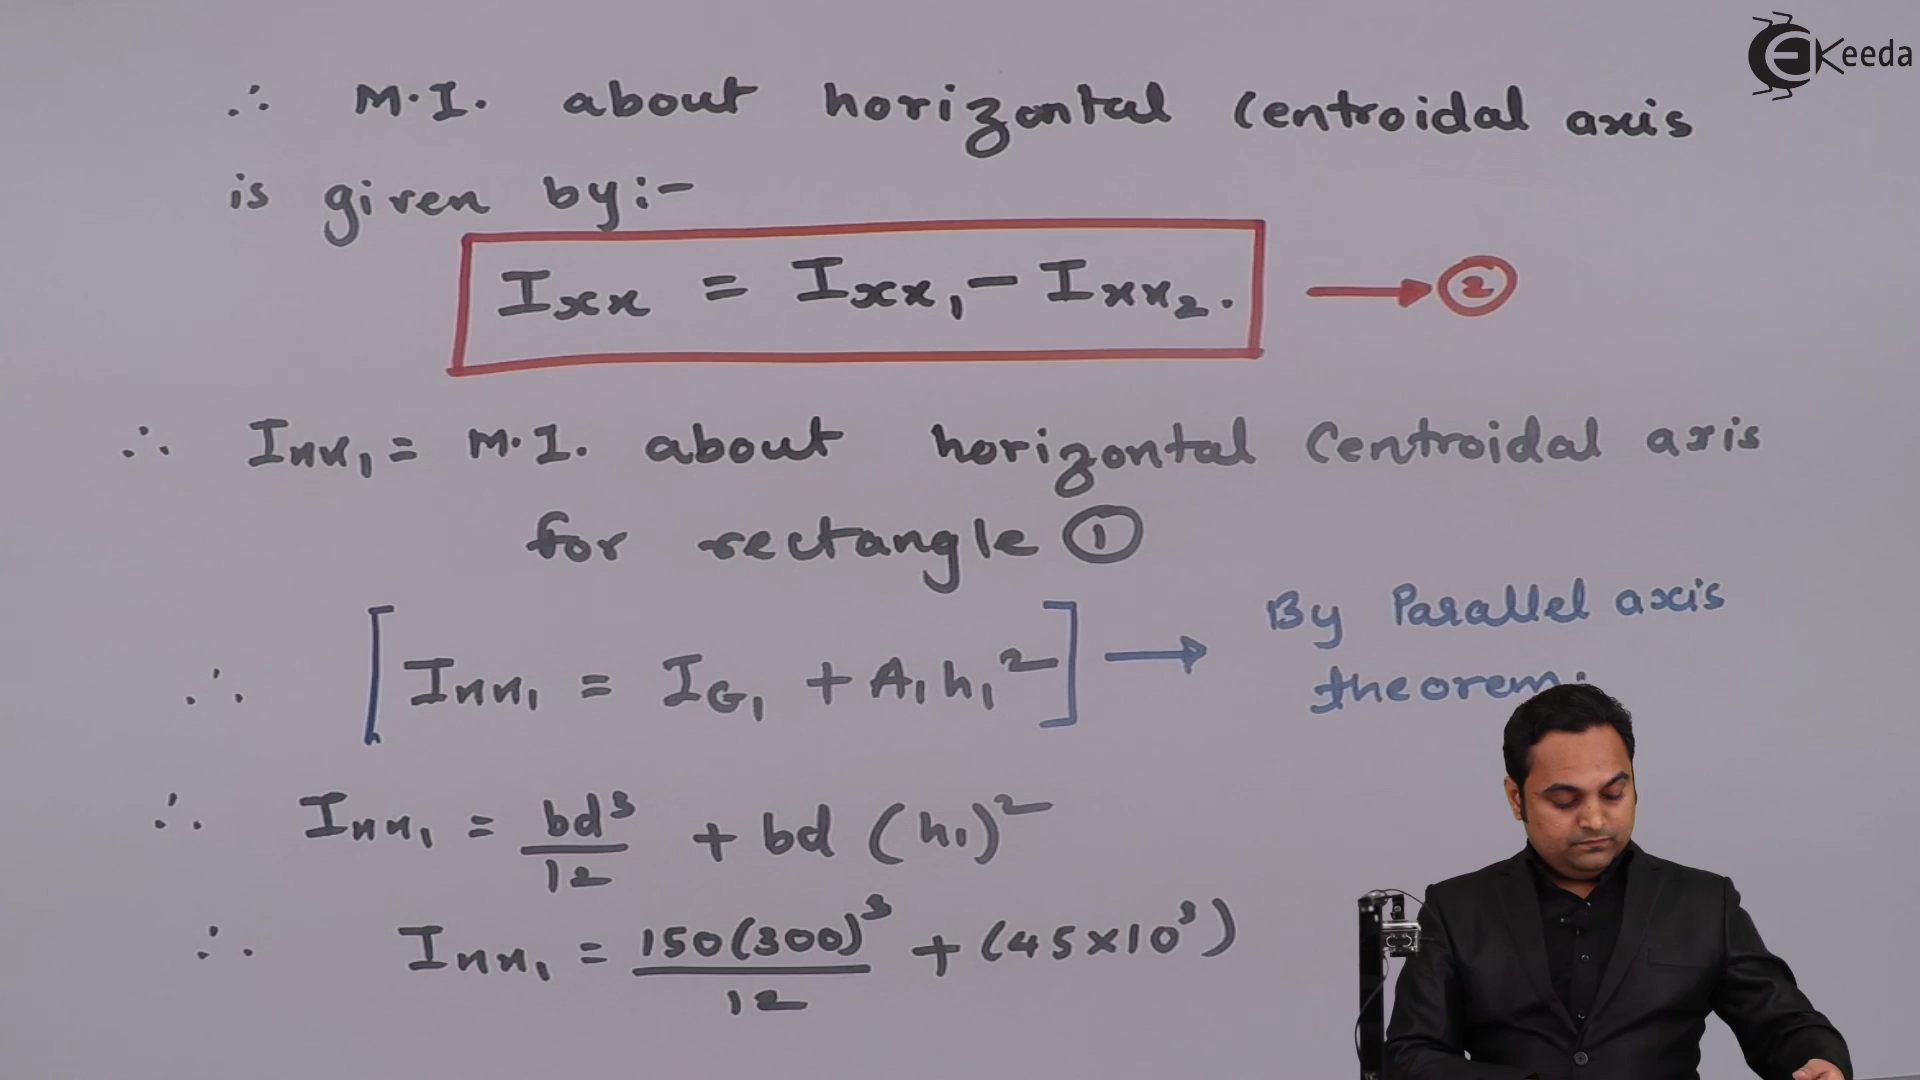 EKeeda
∴ M.I. about horizontal centroidal axis
is given by:-
Ixx = Ixx₁ - Ixx₂. → ②
∴ Ixx₁ = M.I. about horizontal centroidal axis
for rectangle ①
∴ [Ixx₁ = IG₁ + A₁h₁²] → By Parallel axis
theorem.
∴ Ixx₁ = bd³/12 + bd (h₁)²
∴ Ixx₁ = 150(300)³/12 + (45×10³)